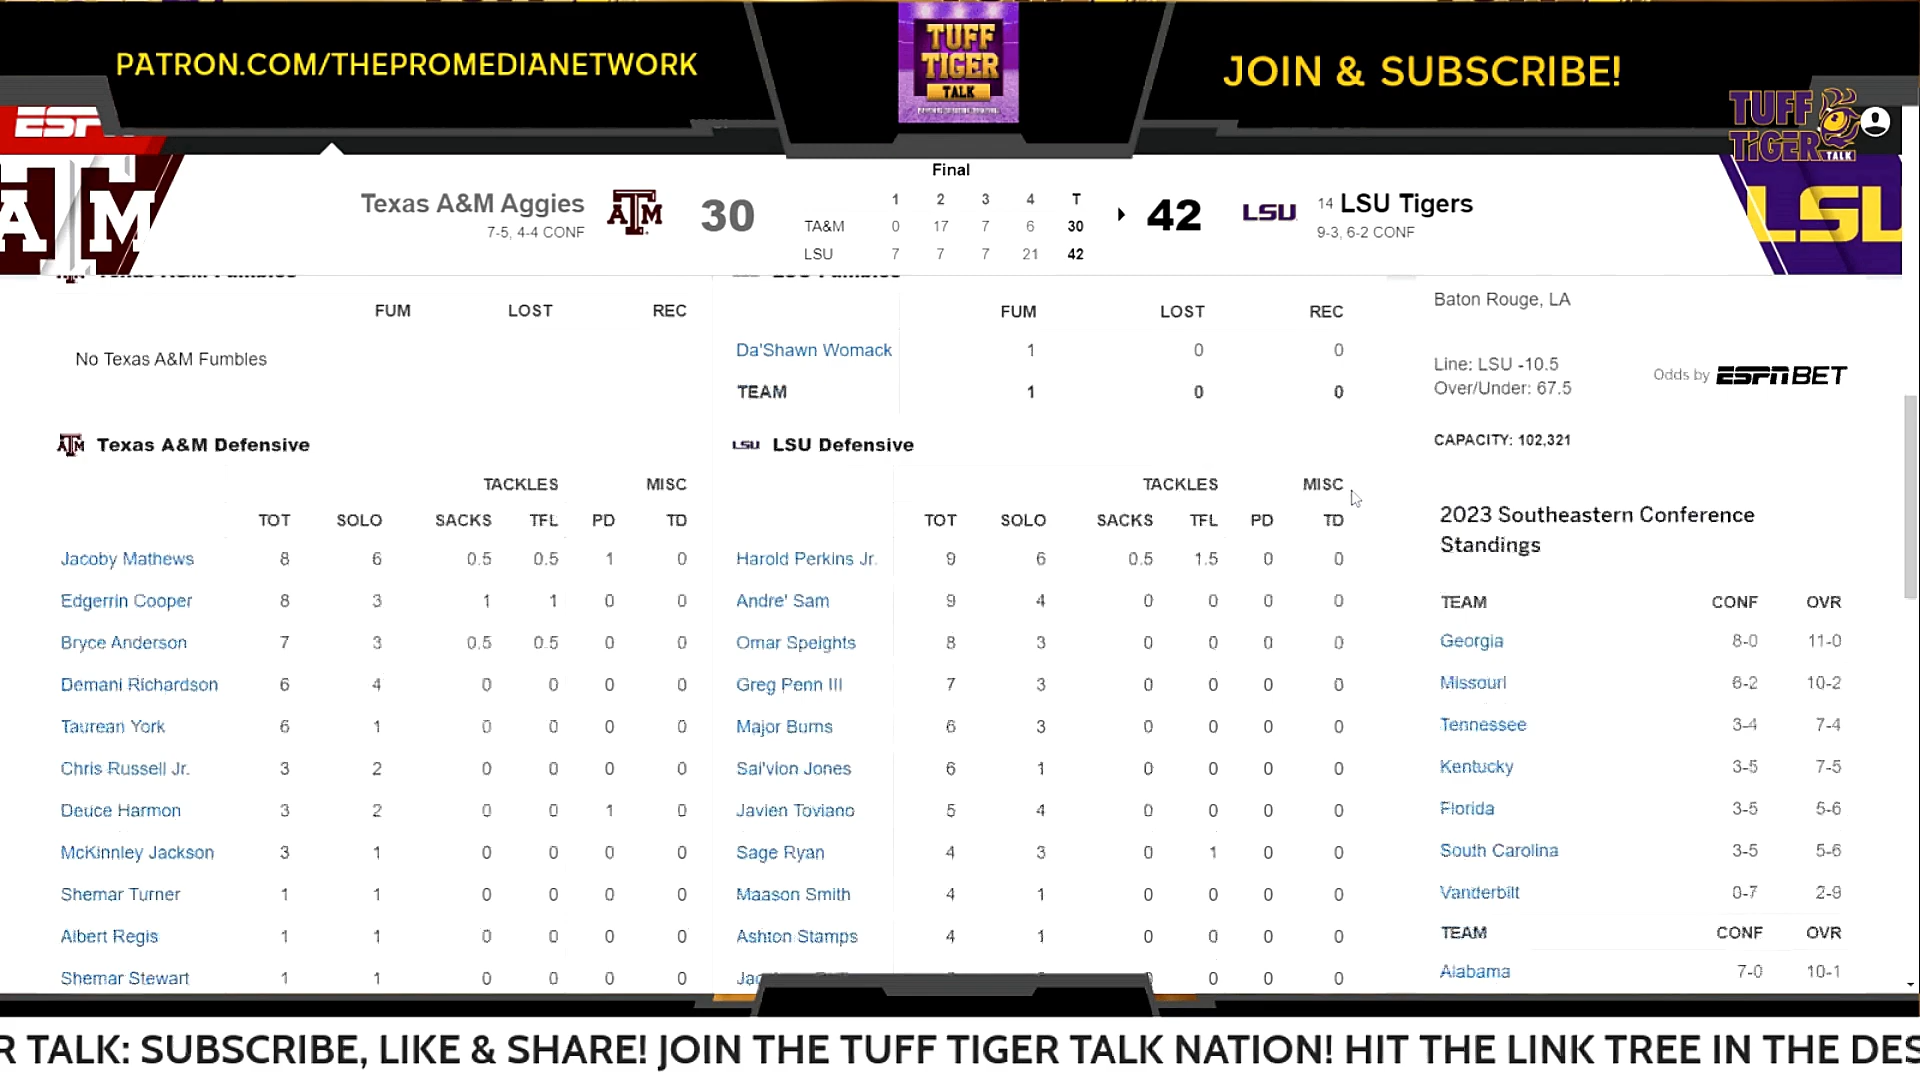 PATRON.COM/THEPROMEDIANETWORK
TUFF
TIGER
TALK
JOIN & SUBSCRIBE!
TUFF
TIGER
TALK
Final
Texas A&M Aggies
7-5, 4-4 CONF
30
1 2 3 4 T
TA&M 0 17 7 6 30
LSU 7 7 7 21 42
42
LSU
14 LSU Tigers
9-3, 6-2 CONF
LSU
Texas A&M Fumbles
FUM LOST REC
No Texas A&M Fumbles
LSU Fumbles
FUM LOST REC
Da'Shawn Womack 1 0 0
TEAM 1 0 0
Texas A&M Defensive
TACKLES MISC
TOT SOLO SACKS TFL PD TD
Jacoby Mathews 8 6 0.5 0.5 1 0
Edgerrin Cooper 8 3 1 1 0 0
Bryce Anderson 7 3 0.5 0.5 0 0
Demani Richardson 6 4 0 0 0 0
Taurean York 6 1 0 0 0 0
Chris Russell Jr. 3 2 0 0 0 0
Deuce Harmon 3 2 0 0 1 0
McKinnley Jackson 3 1 0 0 0 0
Shemar Turner 1 1 0 0 0 0
Albert Regis 1 1 0 0 0 0
Shemar Stewart 1 1 0 0 0 0
LSU LSU Defensive
TACKLES MISC
TOT SOLO SACKS TFL PD TD
Harold Perkins Jr. 9 6 0.5 1.5 0 0
Andre' Sam 9 4 0 0 0 0
Omar Speights 8 3 0 0 0 0
Greg Penn III 7 3 0 0 0 0
Major Burns 6 3 0 0 0 0
Sai'vion Jones 6 1 0 0 0 0
Javien Toviano 5 4 0 0 0 0
Sage Ryan 4 3 0 1 0 0
Maason Smith 4 1 0 0 0 0
Ashton Stamps 4 1 0 0 0 0
0 0 0
Baton Rouge, LA
Line: LSU -10.5
Over/Under: 67.5
Odds by ESPN BET
CAPACITY: 102,321
2023 Southeastern Conference
Standings
TEAM CONF OVR
Georgia 8-0 11-0
Missouri 6-2 10-2
Tennessee 3-4 7-4
Kentucky 3-5 7-5
Florida 3-5 5-6
South Carolina 3-5 5-6
Vanderbilt 0-7 2-9
TEAM CONF OVR
Alabama 7-0 10-1
R TALK: SUBSCRIBE, LIKE & SHARE! JOIN THE TUFF TIGER TALK NATION! HIT THE LINK TREE IN THE DES